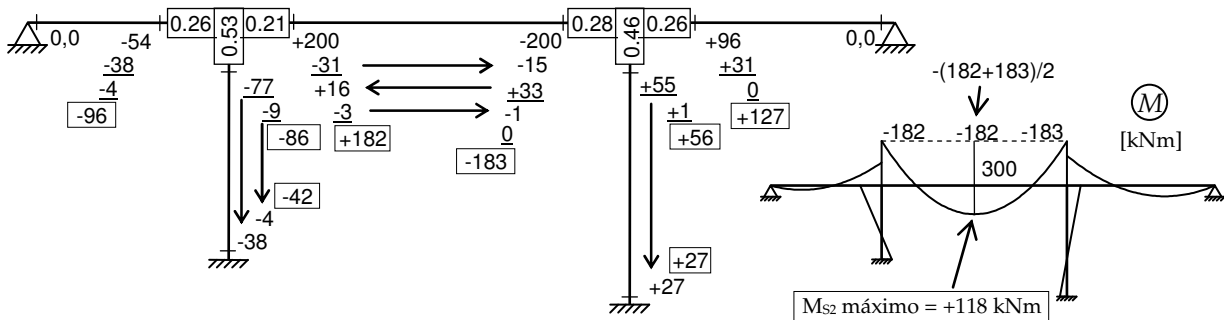 0.26 0.53 0.21
0.28 0.46 0.26
0,0 -54 +200 -200 +96 0,0
-38 -31 -15 +31
-4 -77 +16 +33 +55 0
-96 -9 -3 -1 +1 +127
-86 +182 0 +56
-183
-42 +27
-4
-38 +27
-(182+183)/2
M
[kNm]
-182 -182 -183
300
MS2 máximo = +118 kNm